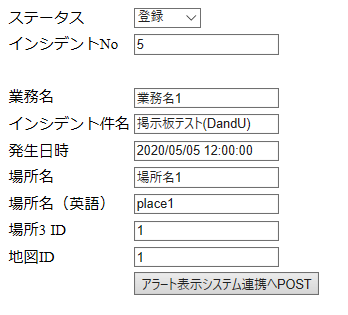 ステータス 登録
インシデントNo 5
業務名 業務名1
インシデント件名 掲示板テスト(DandU)
発生日時 2020/05/05 12:00:00
場所名 場所名1
場所名（英語） place1
場所3 ID 1
地図ID 1
アラート表示システム連携へPOST